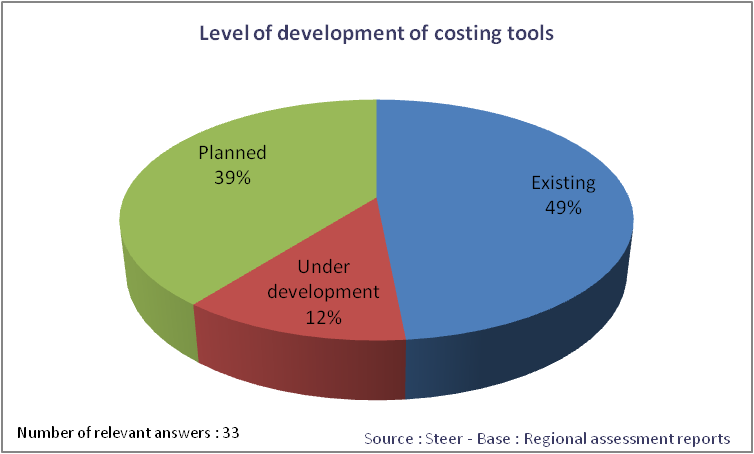 Level of development of costing tools
Planned
39%
Existing
49%
Under
development
12%
Number of relevant answers : 33
Source : Steer - Base : Regional assessment reports